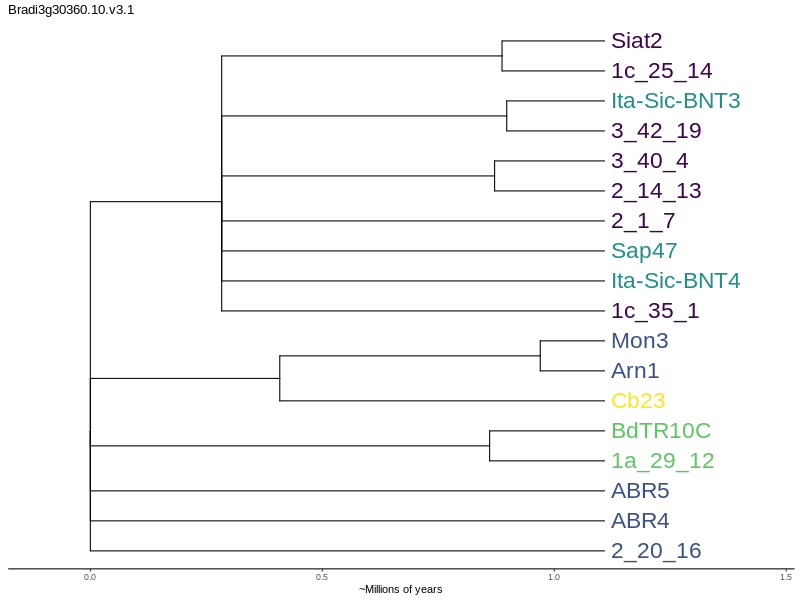 Bradi3g30360.10.v3.1
Siat2
1c_25_14
Ita-Sic-BNT3
3_42_19
3_40_4
2_14_13
2_1_7
Sap47
Ita-Sic-BNT4
1c_35_1
Mon3
Arn1
Cb23
BdTR10C
1a_29_12
ABR5
ABR4
2_20_16
0.0 0.5 1.0 1.5
~Millions of years